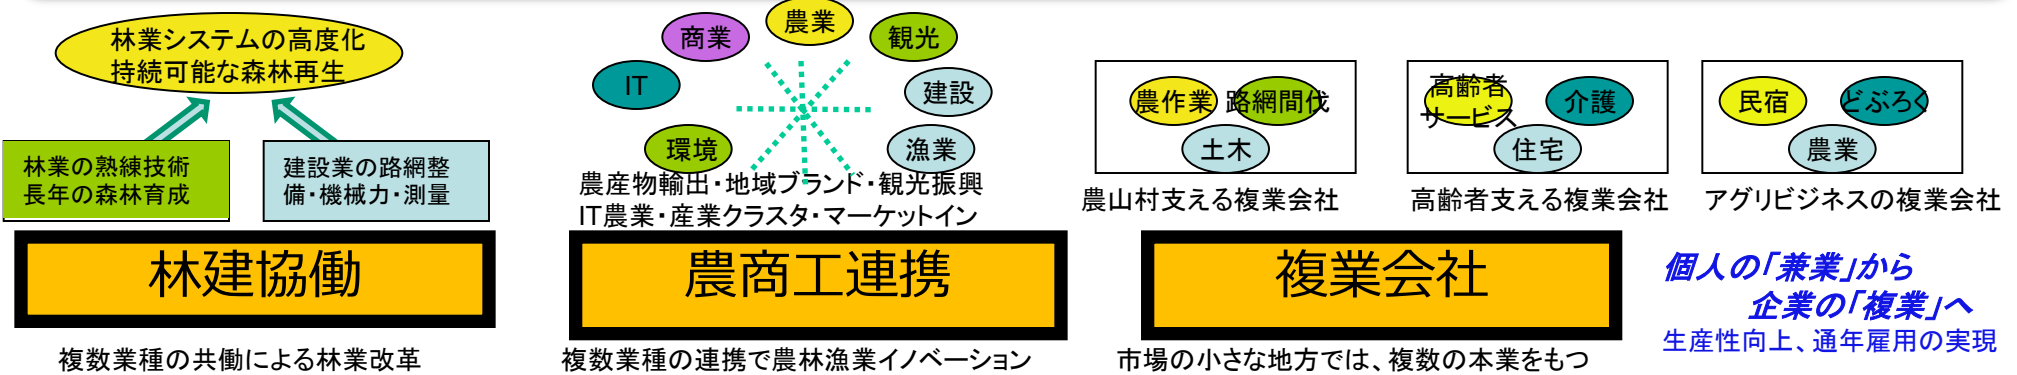 林業システムの高度化
持続可能な森林再生
林業の熟練技術
長年の森林育成
建設業の路網整
備・機械力・測量
林建協働
複数業種の共働による林業改革
農業
商業
観光
IT
建設
環境
漁業
農産物輸出・地域ブランド・観光振興
IT農業・産業クラスタ・マーケットイン
農商工連携
複数業種の連携で農林漁業イノベーション
農作業
路網間伐
土木
農山村支える複業会社
高齢者
サービス
介護
住宅
高齢者支える複業会社
民宿
どぶろく
農業
アグリビジネスの複業会社
複業会社
市場の小さな地方では、複数の本業をもつ
個人の「兼業」から
企業の「複業」へ
生産性向上、通年雇用の実現